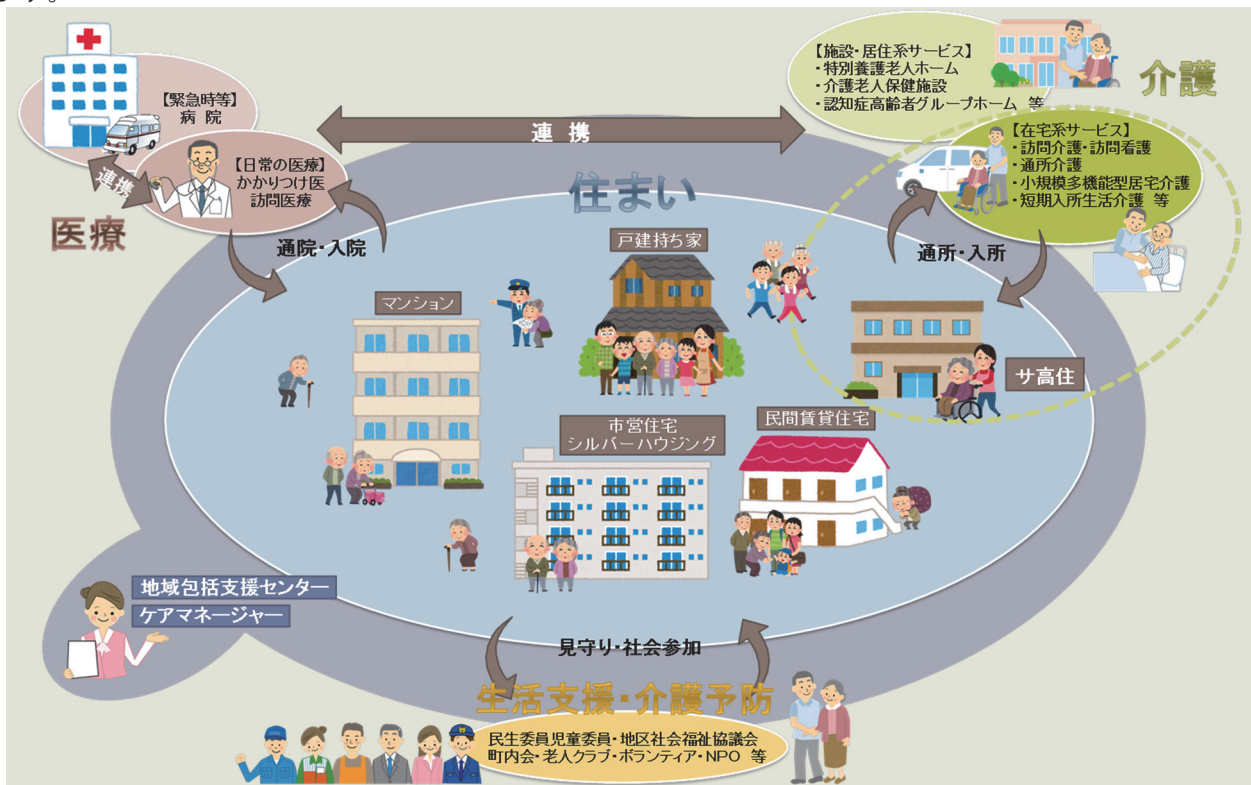 ます。
【緊急時等】
病 院
連携
【日常の医療】
かかりつけ医
訪問医療
医療
通院・入院
連 携
【施設・居住系サービス】
・特別養護老人ホーム
・介護老人保健施設
・認知症高齢者グループホーム 等
介護
【在宅系サービス】
・訪問介護・訪問看護
・通所介護
・小規模多機能型居宅介護
・短期入所生活介護 等
通所・入所
住まい
戸建持ち家
マンション
サ高住
市営住宅
シルバーハウジング
民間賃貸住宅
地域包括支援センター
ケアマネージャー
見守り・社会参加
生活支援・介護予防
民生委員児童委員・地区社会福祉協議会
町内会・老人クラブ・ボランティア・NPO 等